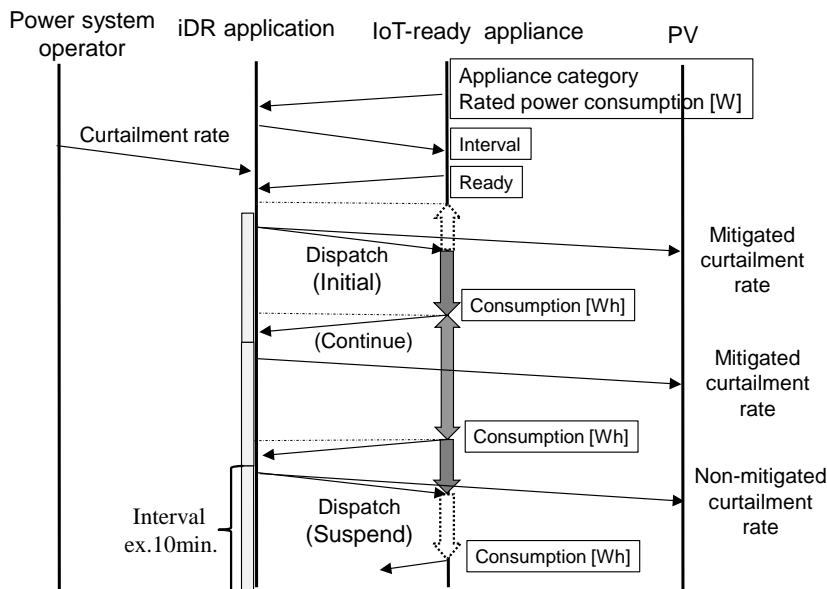 Power system
operator
iDR application
IoT-ready appliance
PV
Appliance category
Rated power consumption [W]
Curtailment rate
Interval
Ready
Dispatch
(Initial)
Mitigated
curtailment
rate
Consumption [Wh]
(Continue)
Mitigated
curtailment
rate
Consumption [Wh]
Non-mitigated
curtailment
rate
Dispatch
(Suspend)
Interval
ex.10min.
Consumption [Wh]